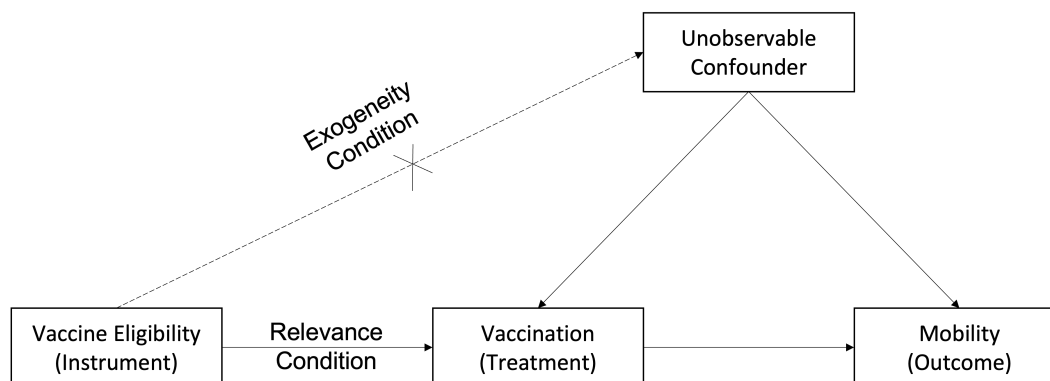 Unobservable
Confounder
Exogeneity
Condition
Vaccine Eligibility
(Instrument)
Relevance
Condition
Vaccination
(Treatment)
Mobility
(Outcome)